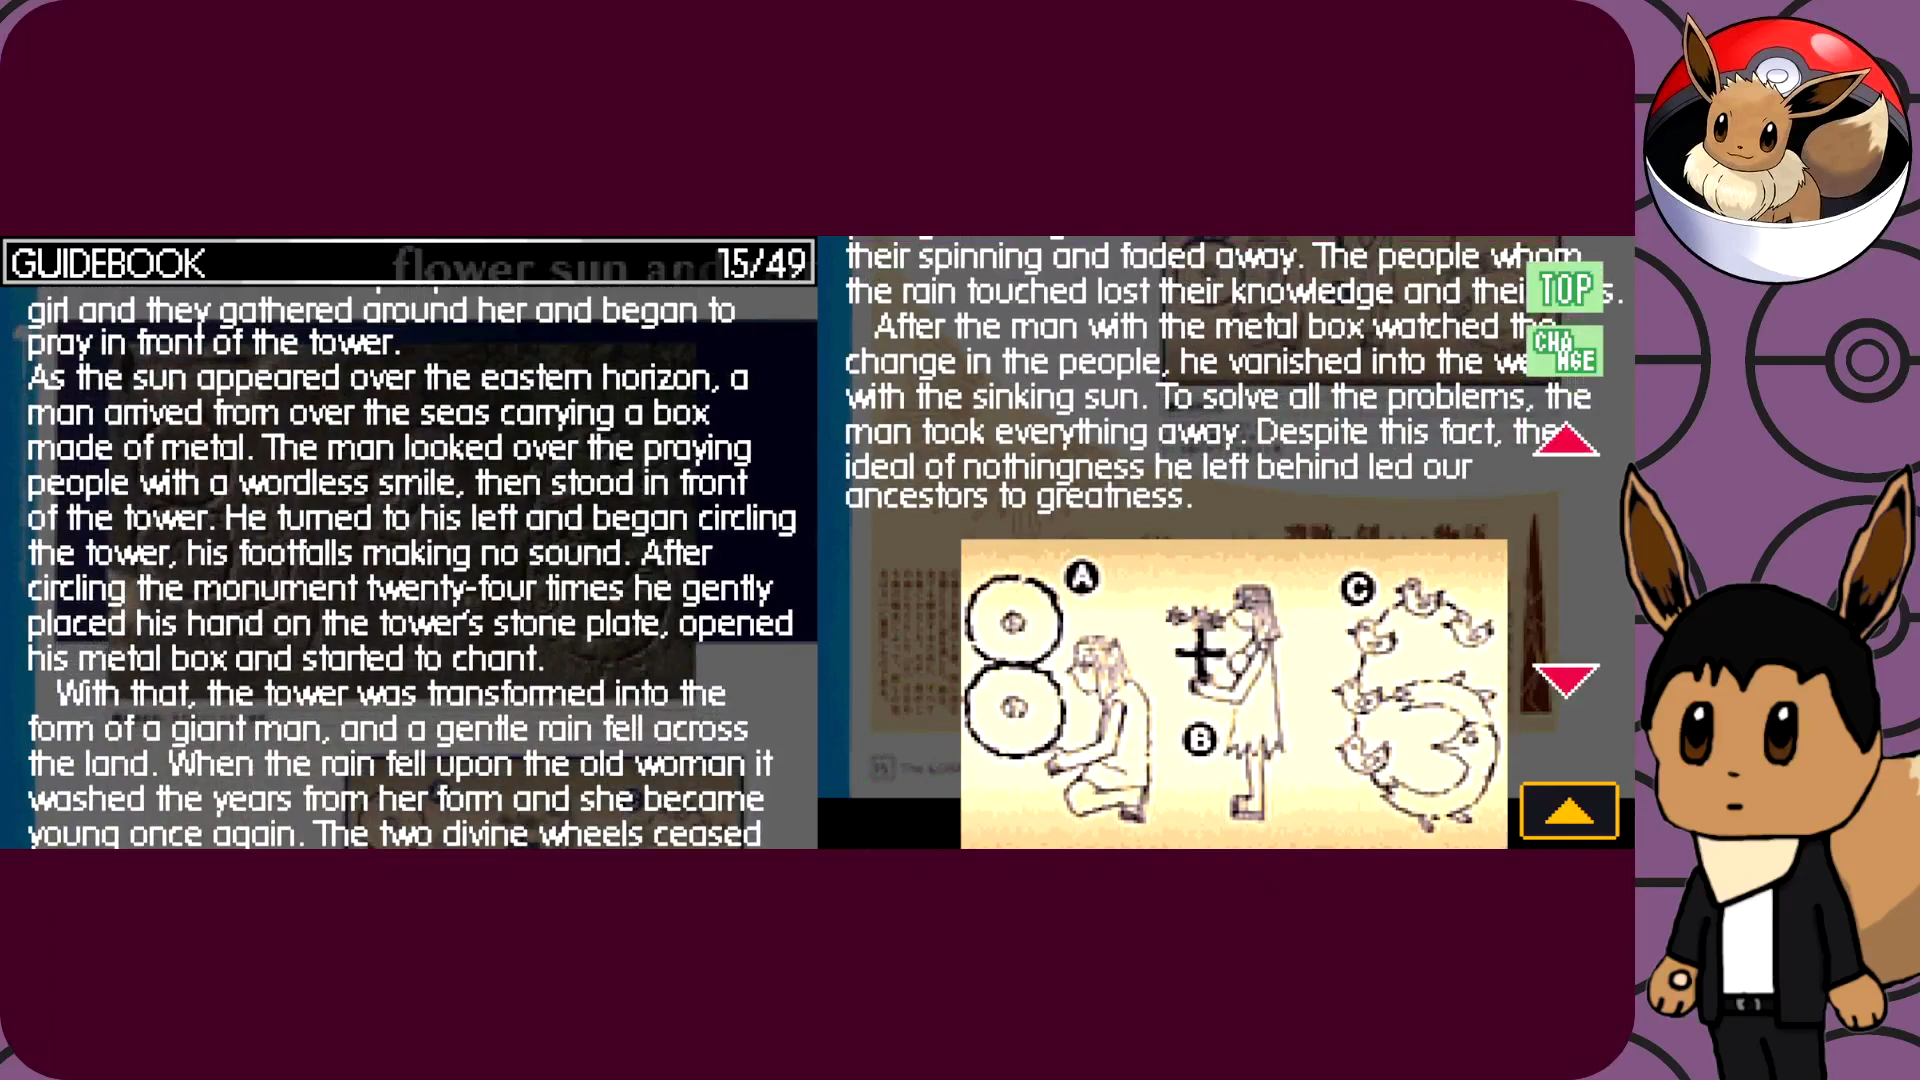 GUIDEBOOK
flower sun and
15/49
girl and they gathered around her and began to
pray in front of the tower.
As the sun appeared over the eastern horizon, a
man arrived from over the seas carrying a box
made of metal. The man looked over the praying
people with a wordless smile, then stood in front
of the tower. He turned to his left and began circling
the tower, his footfalls making no sound. After
circling the monument twenty-four times he gently
placed his hand on the tower's stone plate, opened
his metal box and started to chant.
With that, the tower was transformed into the
form of a giant man, and a gentle rain fell across
the land. When the rain fell upon the old woman it
washed the years from her form and she became
young once again. The two divine wheels ceased
their spinning and faded away. The people whom
the rain touched lost their knowledge and
After the man with the metal box watched the
change in the people, he vanished into the
with the sinking sun. To solve all the problems, the
man took everything away. Despite this fact, the
ideal of nothingness he left behind led our
ancestors to greatness.
TOP
CHA
NGE
A
B
C